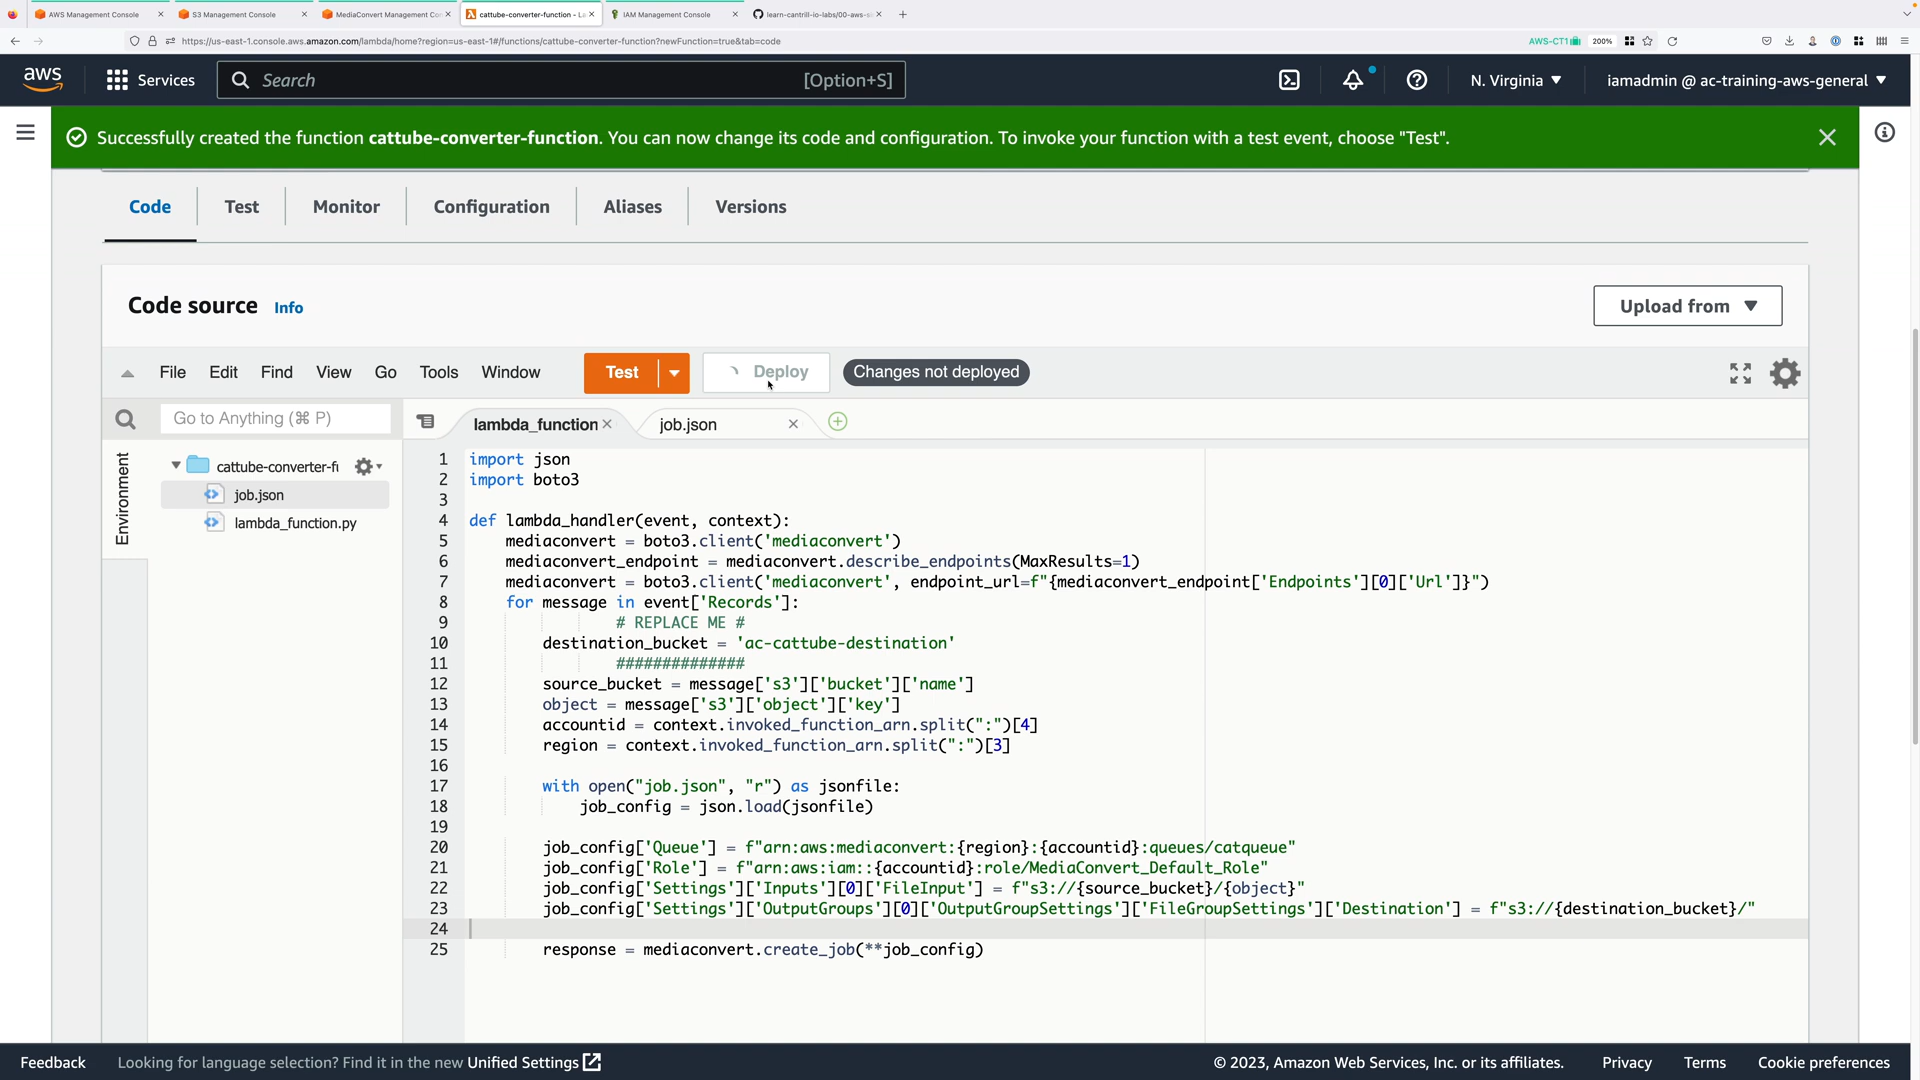 AWS Management Console
S3 Management Console
MediaConvert Management Co
cattube-converter-function - La
IAM Management Console
learn-cantrill-io-labs/00-aws-si
https://us-east-1.console.aws.amazon.com/lambda/home?region=us-east-1#/functions/cattube-converter-function?newFunction=true&tab=code
AWS-CT1
200%
aws
Services
Search
[Option+S]
N. Virginia
iamadmin @ ac-training-aws-general
Successfully created the function cattube-converter-function. You can now change its code and configuration. To invoke your function with a test event, choose "Test".
Code
Test
Monitor
Configuration
Aliases
Versions
Code source
Info
Upload from
File
Edit
Find
View
Go
Tools
Window
Test
Deploy
Changes not deployed
Go to Anything (⌘ P)
lambda_function
job.json
Environment
cattube-converter-fu
job.json
lambda_function.py
1 import json
2 import boto3
3
4 def lambda_handler(event, context):
5 mediaconvert = boto3.client('mediaconvert')
6 mediaconvert_endpoint = mediaconvert.describe_endpoints(MaxResults=1)
7 mediaconvert = boto3.client('mediaconvert', endpoint_url=f"{mediaconvert_endpoint['Endpoints'][0]['Url']}")
8 for message in event['Records']:
9 # REPLACE ME #
10 destination_bucket = 'ac-cattube-destination'
11 ##############
12 source_bucket = message['s3']['bucket']['name']
13 object = message['s3']['object']['key']
14 accountid = context.invoked_function_arn.split(":")[4]
15 region = context.invoked_function_arn.split(":")[3]
16
17 with open("job.json", "r") as jsonfile:
18 job_config = json.load(jsonfile)
19
20 job_config['Queue'] = f"arn:aws:mediaconvert:{region}:{accountid}:queues/catqueue"
21 job_config['Role'] = f"arn:aws:iam::{accountid}:role/MediaConvert_Default_Role"
22 job_config['Settings']['Inputs'][0]['FileInput'] = f"s3://{source_bucket}/{object}"
23 job_config['Settings']['OutputGroups'][0]['OutputGroupSettings']['FileGroupSettings']['Destination'] = f"s3://{destination_bucket}/"
24
25 response = mediaconvert.create_job(**job_config)
Feedback
Looking for language selection? Find it in the new Unified Settings
© 2023, Amazon Web Services, Inc. or its affiliates.
Privacy
Terms
Cookie preferences